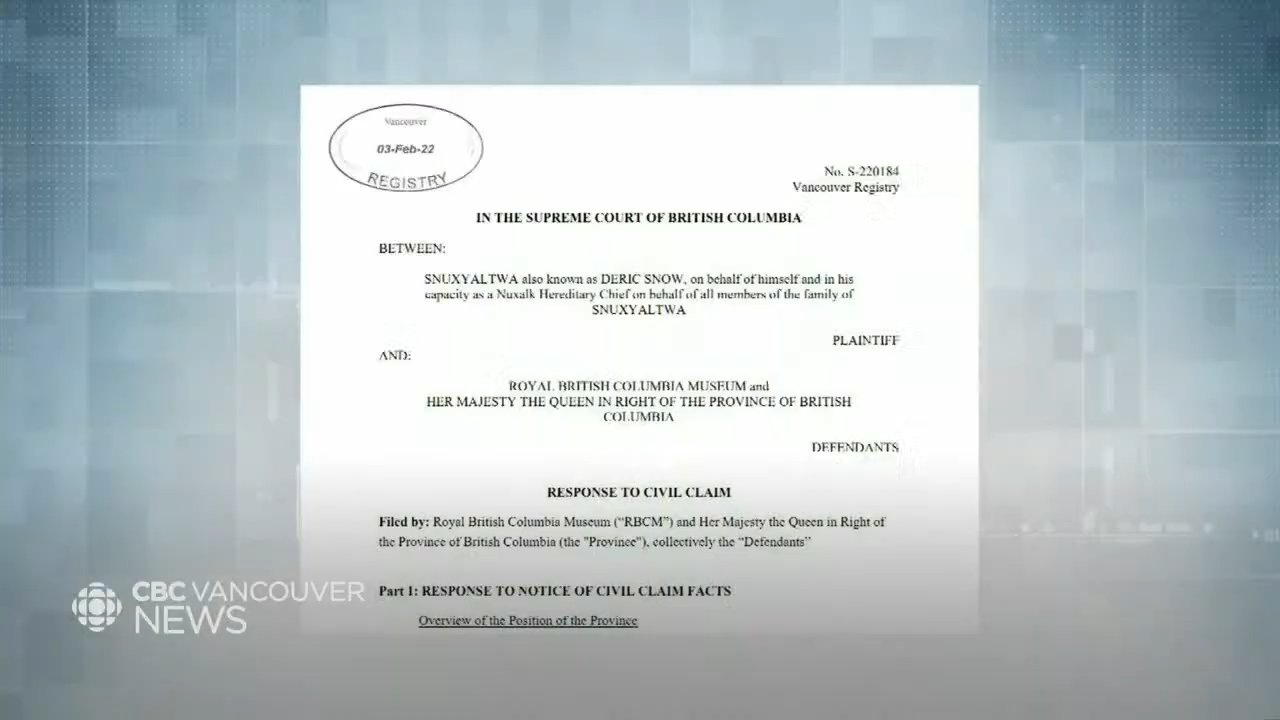 Vancouver
03-Feb-22
REGISTRY
No. S-220184
Vancouver Registry
IN THE SUPREME COURT OF BRITISH COLUMBIA
BETWEEN:
SNUXYALTWA also known as DERIC SNOW, on behalf of himself and in his
capacity as a Nuxalk Hereditary Chief on behalf of all members of the family of
SNUXYALTWA
PLAINTIFF
AND:
ROYAL BRITISH COLUMBIA MUSEUM and
HER MAJESTY THE QUEEN IN RIGHT OF THE PROVINCE OF BRITISH
COLUMBIA
DEFENDANTS
RESPONSE TO CIVIL CLAIM
Filed by: Royal British Columbia Museum (“RBCM”) and Her Majesty the Queen in Right of
the Province of British Columbia (the "Province"), collectively the “Defendants”
Part 1: RESPONSE TO NOTICE OF CIVIL CLAIM FACTS
Overview of the Position of the Province
CBC VANCOUVER
NEWS